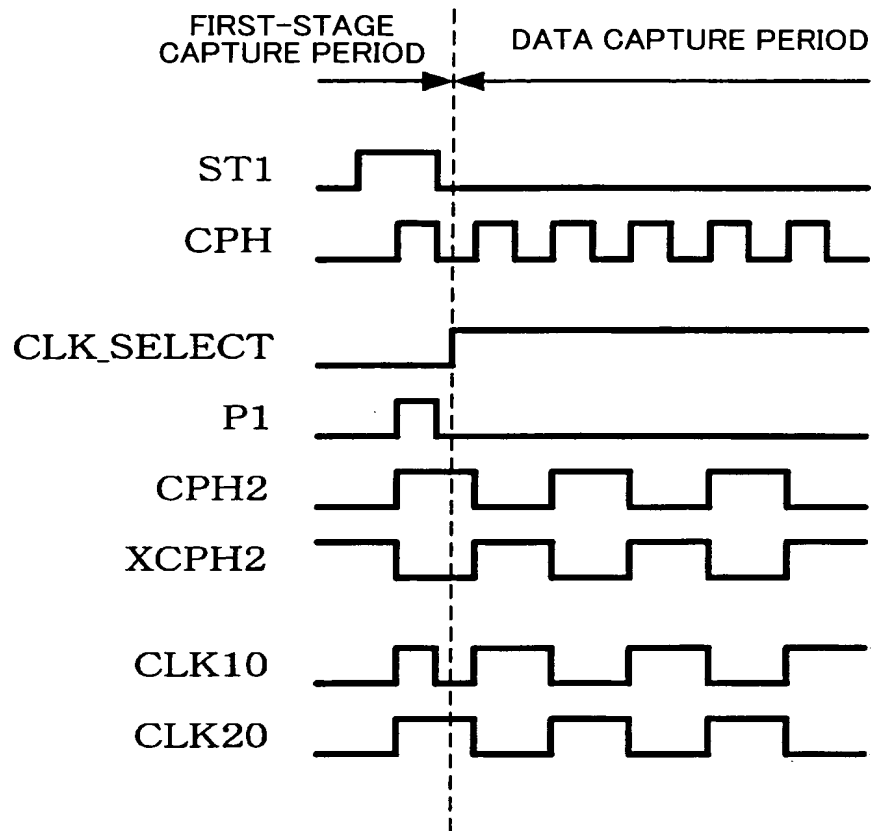 FIRST-STAGE
CAPTURE PERIOD
DATA CAPTURE PERIOD
ST1
CPH
CLK_SELECT
P1
CPH2
XCPH2
CLK10
CLK20